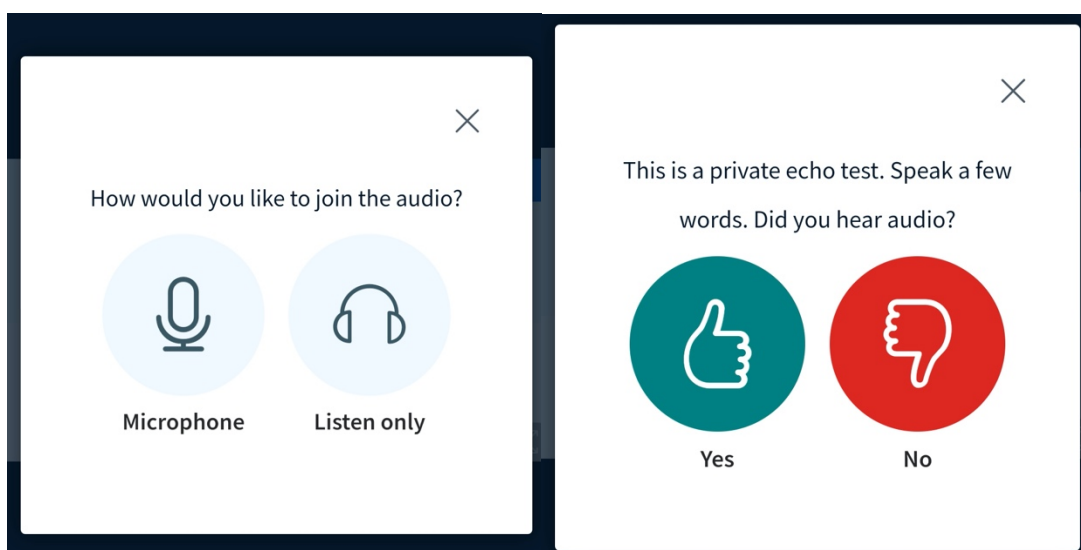 How would you like to join the audio?
Microphone
Listen only
This is a private echo test. Speak a few
words. Did you hear audio?
Yes
No